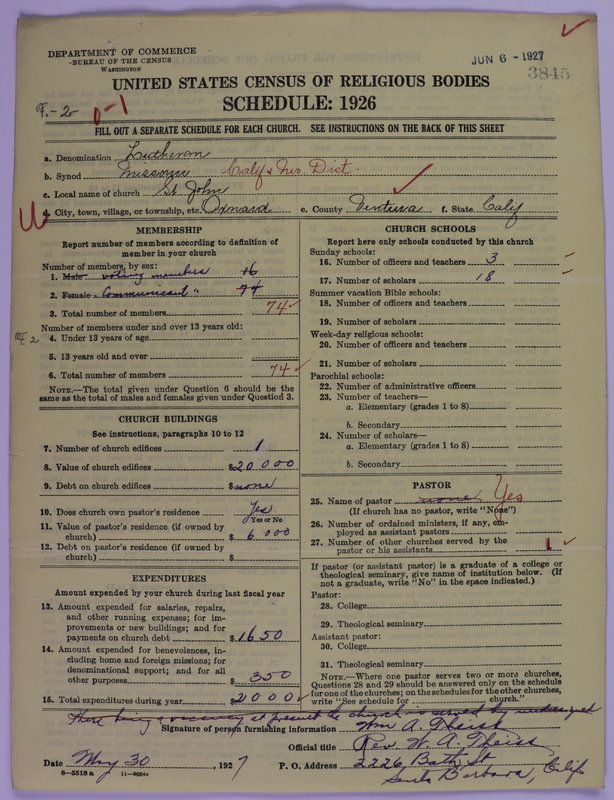 DEPARTMENT OF COMMERCE
BUREAU OF THE CENSUS
WASHINGTON
JUN 6 - 1927
3845
UNITED STATES CENSUS OF RELIGIOUS BODIES
SCHEDULE: 1926
FILL OUT A SEPARATE SCHEDULE FOR EACH CHURCH. SEE INSTRUCTIONS ON THE BACK OF THIS SHEET
a. Denomination Lutheran
b. Synod Missouri Calif & Nev. Dist.
c. Local name of church St John
d. City, town, village, or township, etc. Oxnard e. County Ventura f. State Calif
MEMBERSHIP
Report number of members according to definition of
member in your church
Number of members, by sex:
1. Male voting members 16
2. Female Communicant " 74
3. Total number of members 74
Number of members under and over 13 years old:
4. Under 13 years of age
5. 13 years old and over
6. Total number of members 74
NOTE.—The total given under Question 6 should be
the same as the total of males and females given under Question 3.
CHURCH BUILDINGS
See instructions, paragraphs 10 to 12
7. Number of church edifices 1
8. Value of church edifices $20000
9. Debt on church edifices $none
10. Does church own pastor's residence Yes
Yes or No
11. Value of pastor's residence (if owned by
church) $6000
12. Debt on pastor's residence (if owned by
church) $
EXPENDITURES
Amount expended by your church during last fiscal year
13. Amount expended for salaries, repairs,
and other running expenses; for im-
provements or new buildings; and for
payments on church debt $1650
14. Amount expended for benevolences, in-
cluding home and foreign missions; for
denominational support; and for all
other purposes $350
15. Total expenditures during year $2000
CHURCH SCHOOLS
Report here only schools conducted by this church
Sunday schools:
16. Number of officers and teachers 3
17. Number of scholars 18
Summer vacation Bible schools:
18. Number of officers and teachers
19. Number of scholars
Week-day religious schools:
20. Number of officers and teachers
21. Number of scholars
Parochial schools:
22. Number of administrative officers
23. Number of teachers—
a. Elementary (grades 1 to 8)
b. Secondary
24. Number of scholars—
a. Elementary (grades 1 to 8)
b. Secondary
PASTOR
25. Name of pastor none Yes
(If church has no pastor, write "None")
26. Number of ordained ministers, if any, em-
ployed as assistant pastors
27. Number of other churches served by the
pastor or his assistants 1
If pastor (or assistant pastor) is a graduate of a college or
theological seminary, give name of institution below. (If
not a graduate, write "No" in the space indicated.)
Pastor:
28. College
29. Theological seminary
Assistant pastor:
30. College
31. Theological seminary
NOTE.—Where one pastor serves two or more churches,
Questions 28 and 29 should be answered only on the schedule
for one of the churches; on the schedules for the other churches,
write "See schedule for church."
There being a vacancy at present the church is served by undersigned
Signature of person furnishing information Wm A. Theiss
Official title Rev. W. A. Theiss
Date May 30, 1927 P. O. Address 2226 Bath St
8-5518 a Santa Barbara, Calif